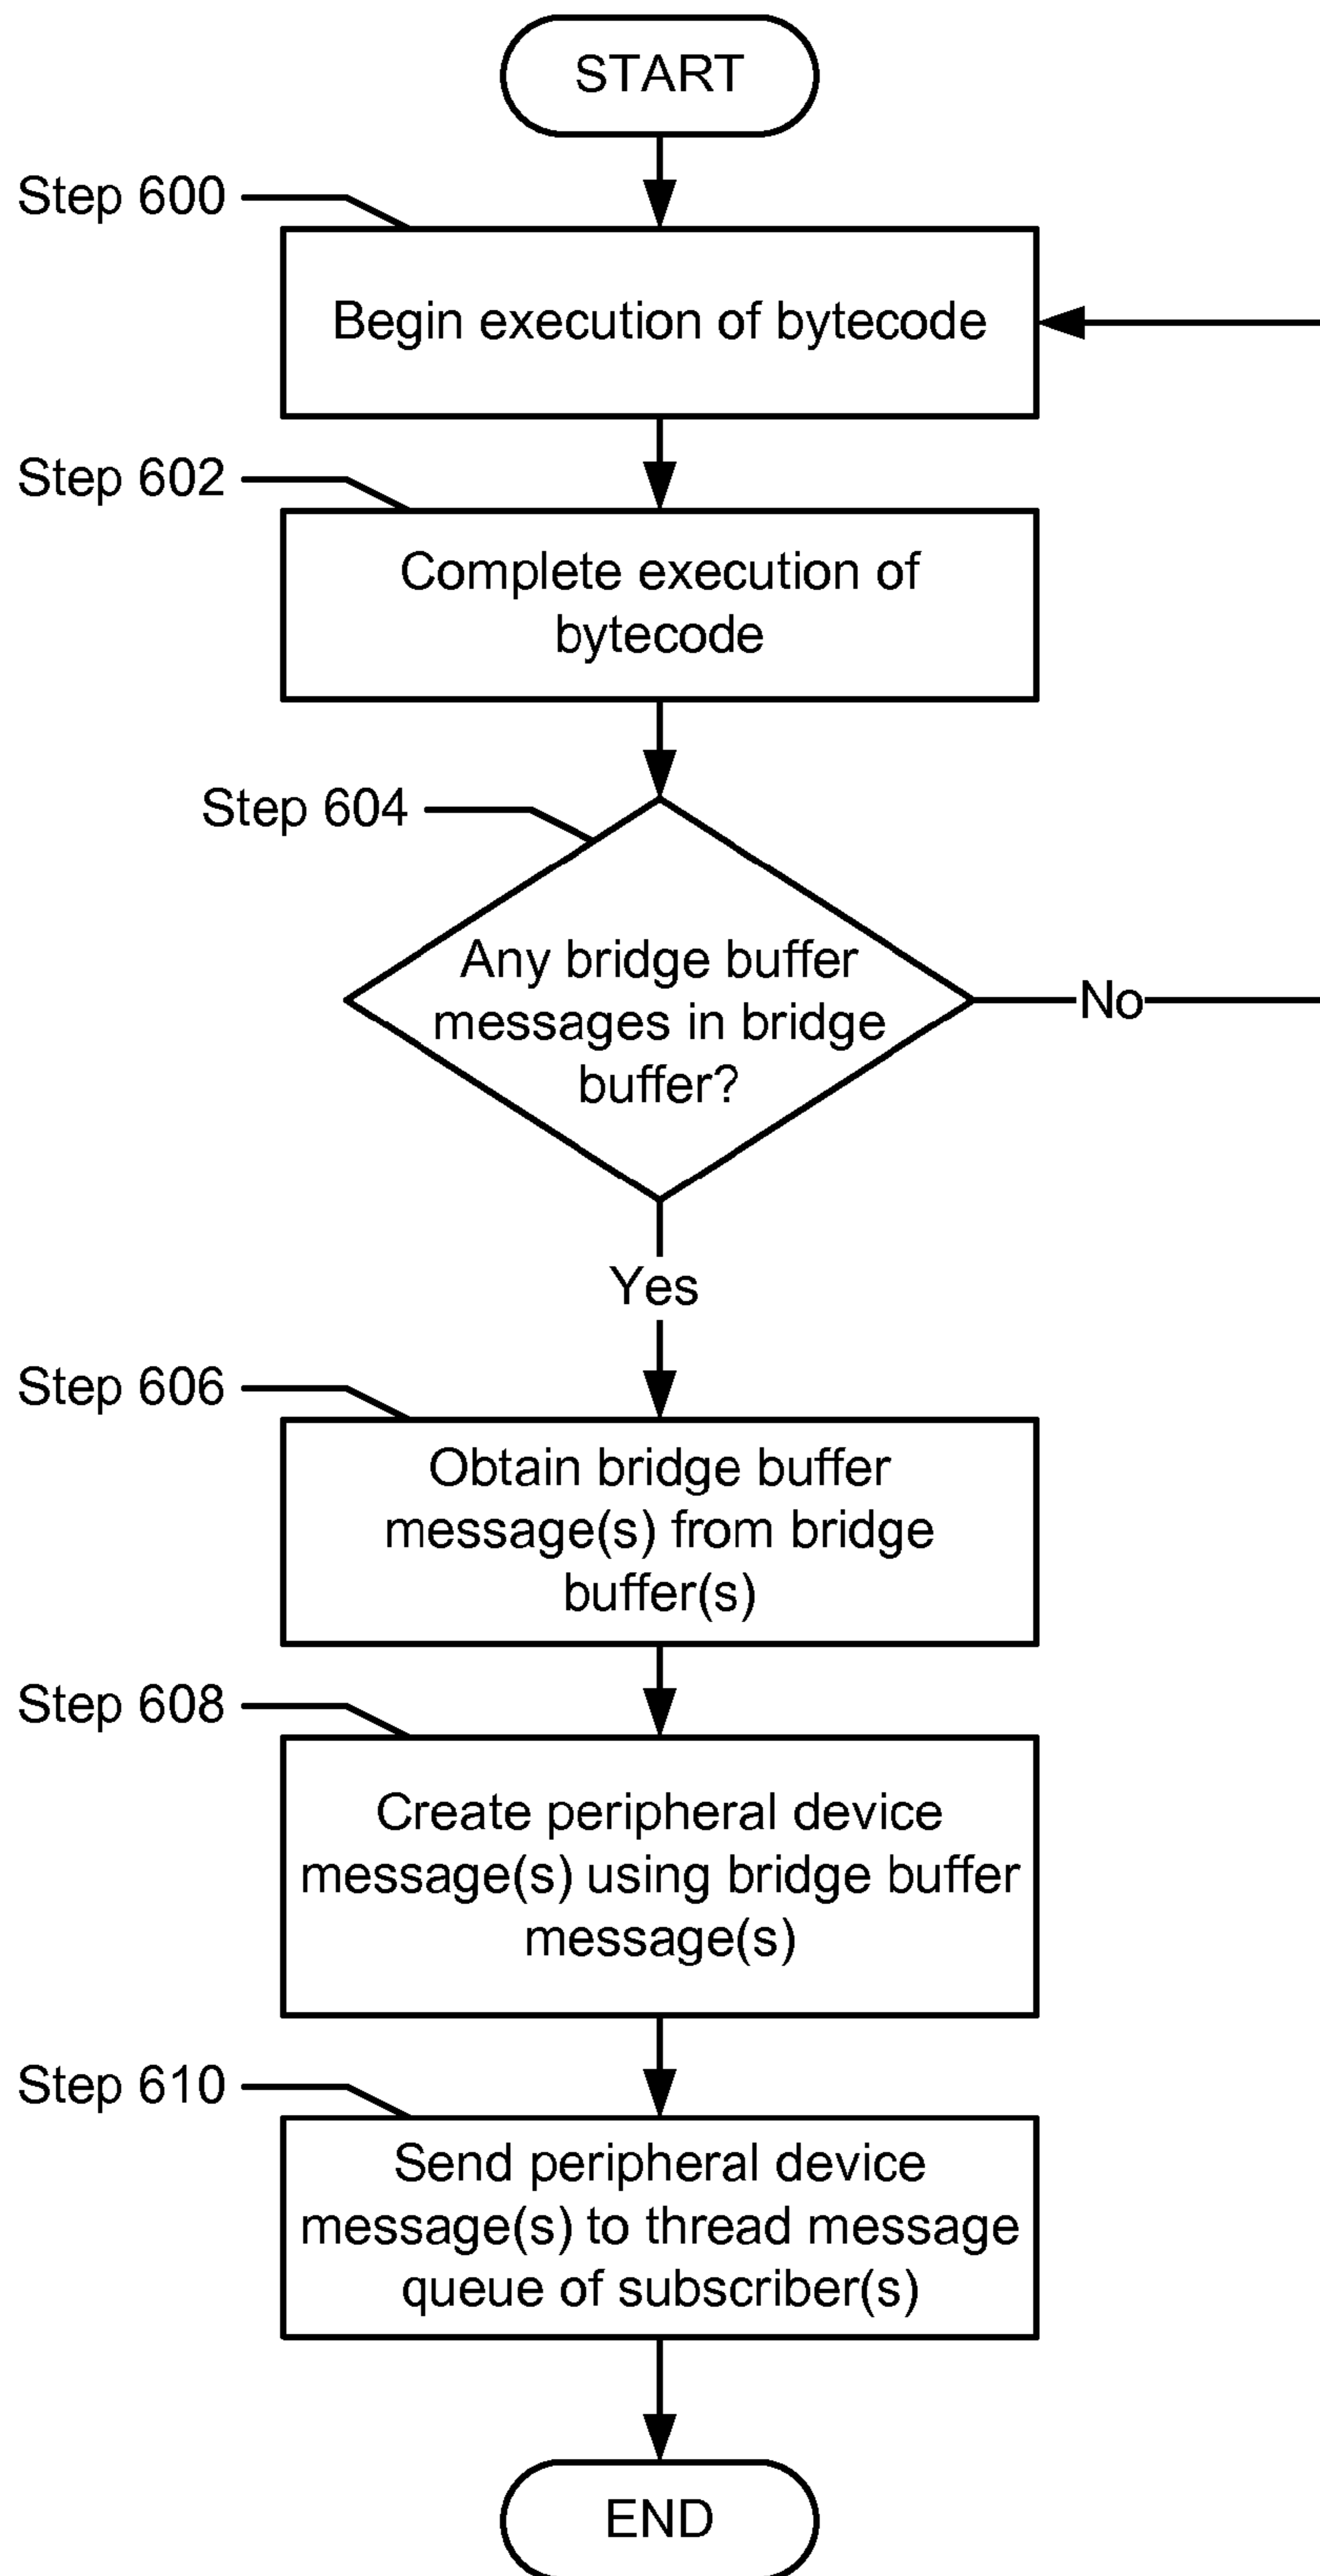 START
Step 600
Begin execution of bytecode
Step 602
Complete execution of
bytecode
Step 604
Any bridge buffer
messages in bridge
buffer?
No
Yes
Step 606
Obtain bridge buffer
message(s) from bridge
buffer(s)
Step 608
Create peripheral device
message(s) using bridge buffer
message(s)
Step 610
Send peripheral device
message(s) to thread message
queue of subscriber(s)
END